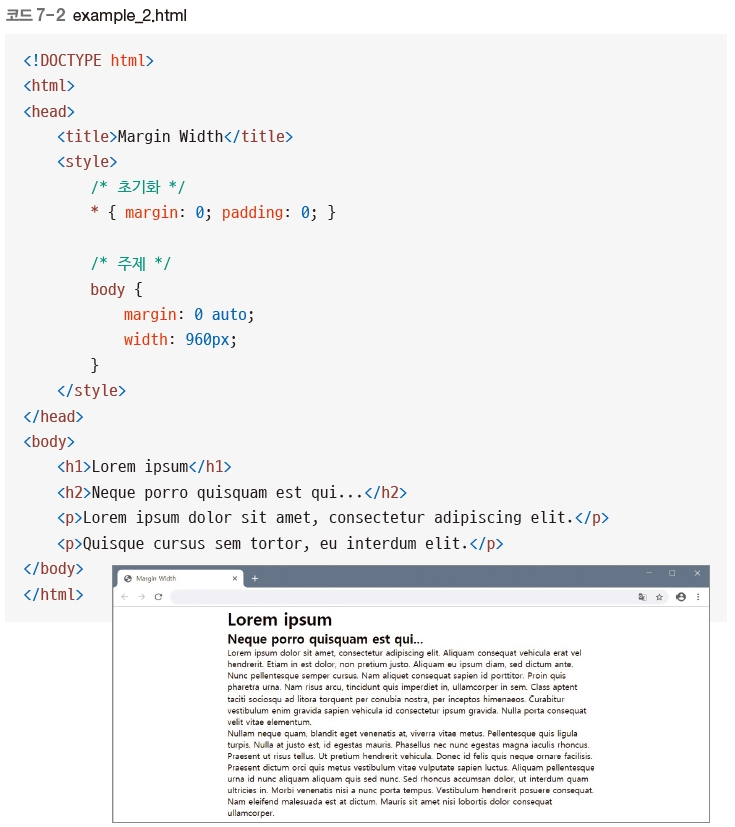 코드 7-2 example_2.html
<!DOCTYPE html>
<html>
<head>
<title>Margin Width</title>
<style>
/* 초기화 */
* { margin: 0; padding: 0; }
/* 주제 */
body {
margin: 0 auto;
width: 960px;
}
</style>
</head>
<body>
<h1>Lorem ipsum</h1>
<h2>Neque porro quisquam est qui...</h2>
<p>Lorem ipsum dolor sit amet, consectetur adipiscing elit.</p>
<p>Quisque cursus sem tortor, eu interdum elit.</p>
</body>
</html>
Margin Width
Lorem ipsum
Neque porro quisquam est qui...
Lorem ipsum dolor sit amet, consectetur adipiscing elit. Aliquam consequat vehicula erat vel
hendrerit. Etiam in est dolor, non pretium justo. Aliquam eu ipsum diam, sed dictum ante.
Nunc pellentesque semper cursus. Nam aliquet consequat sapien id porttitor. Proin quis
pharetra urna. Nam risus arcu, tincidunt quis imperdiet in, ullamcorper in sem. Class aptent
taciti sociosqu ad litora torquent per conubia nostra, per inceptos himenaeos. Curabitur
vestibulum enim gravida sapien vehicula id consectetur ipsum gravida. Nulla porta consequat
velit vitae elementum.
Nullam neque quam, blandit eget venenatis at, viverra vitae metus. Pellentesque quis ligula
turpis. Nulla at justo est, id egestas mauris. Phasellus nec nunc egestas magna iaculis rhoncus.
Praesent ut risus tellus. Ut pretium hendrerit vehicula. Donec id felis quis neque ornare facilisis.
Praesent dictum orci quis metus vestibulum vitae vulputate sapien luctus. Aliquam pellentesque
urna id nunc aliquam aliquam quis sed nunc. Sed rhoncus accumsan dolor, ut interdum quam
ultricies in. Morbi venenatis nisi a nunc porta tempus. Vestibulum hendrerit posuere consequat.
Nam eleifend malesuada est at dictum. Mauris sit amet nisi lobortis dolor consequat
ullamcorper.